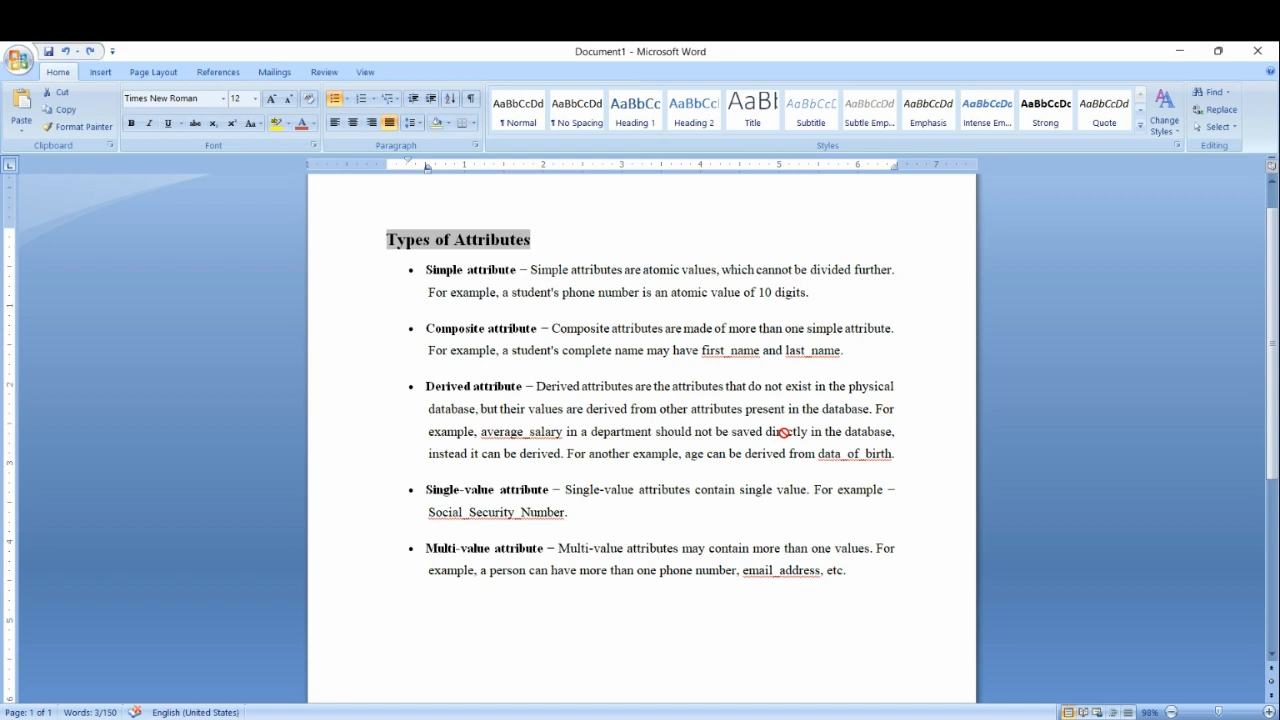 Document1 - Microsoft Word
Home Insert Page Layout References Mailings Review View
Paste
Cut
Copy
Format Painter
Clipboard
Times New Roman 12
Font
Paragraph
AaBbCcDd AaBbCcDd AaBbCc AaBbCc AaBb AaBbCcD AaBbCcDd AaBbCcDd AaBbCcDd AaBbCcDc AaBbCcDd
¶ Normal ¶ No Spacing Heading 1 Heading 2 Title Subtitle Subtle Emp... Emphasis Intense Em... Strong Quote
Change
Styles
Styles
Find
Replace
Select
Editing
1 1 2 3 4 5 6 7
Types of Attributes
• Simple attribute − Simple attributes are atomic values, which cannot be divided further.
For example, a student's phone number is an atomic value of 10 digits.
• Composite attribute − Composite attributes are made of more than one simple attribute.
For example, a student's complete name may have first_name and last_name.
• Derived attribute − Derived attributes are the attributes that do not exist in the physical
database, but their values are derived from other attributes present in the database. For
example, average_salary in a department should not be saved directly in the database,
instead it can be derived. For another example, age can be derived from data_of_birth.
• Single-value attribute − Single-value attributes contain single value. For example −
Social_Security_Number.
• Multi-value attribute − Multi-value attributes may contain more than one values. For
example, a person can have more than one phone number, email_address, etc.
Page: 1 of 1 Words: 3/150 English (United States) 98%